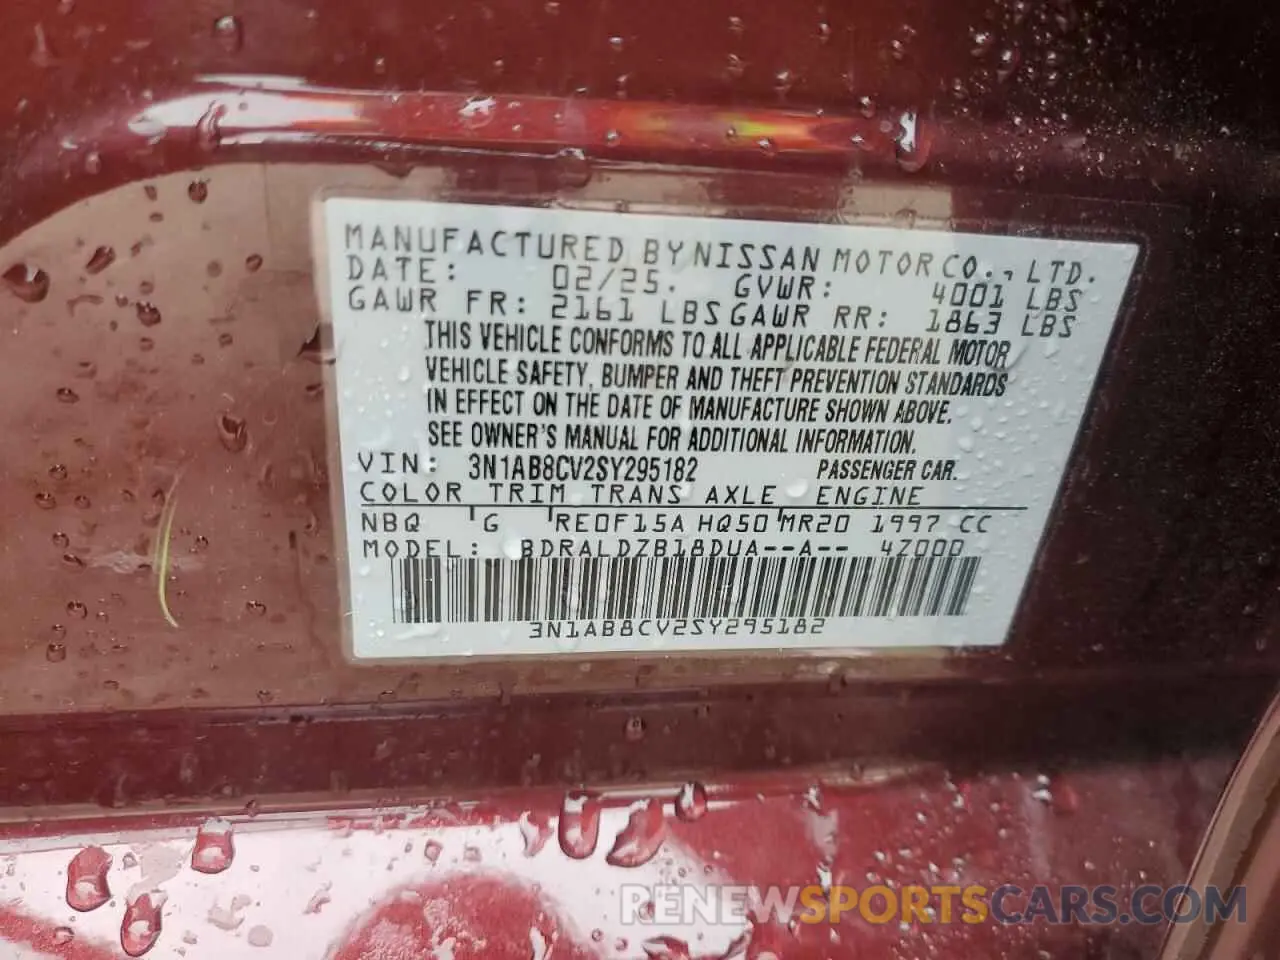 MANUFACTURED BY NISSAN MOTOR CO., LTD.
DATE: 02/25. GVWR: 4001 LBS
GAWR FR: 2161 LBS GAWR RR: 1863 LBS
THIS VEHICLE CONFORMS TO ALL APPLICABLE FEDERAL MOTOR
VEHICLE SAFETY, BUMPER AND THEFT PREVENTION STANDARDS
IN EFFECT ON THE DATE OF MANUFACTURE SHOWN ABOVE.
SEE OWNER'S MANUAL FOR ADDITIONAL INFORMATION.
VIN: 3N1AB8CV2SY295182 PASSENGER CAR.
COLOR TRIM TRANS AXLE ENGINE
NBQ G RE0F15A HQ50 MR20 1997 CC
MODEL: BDRALDZB18DUA--A-- 4Z000
3N1AB8CV2SY295182
RENEWSPORTSCARS.COM